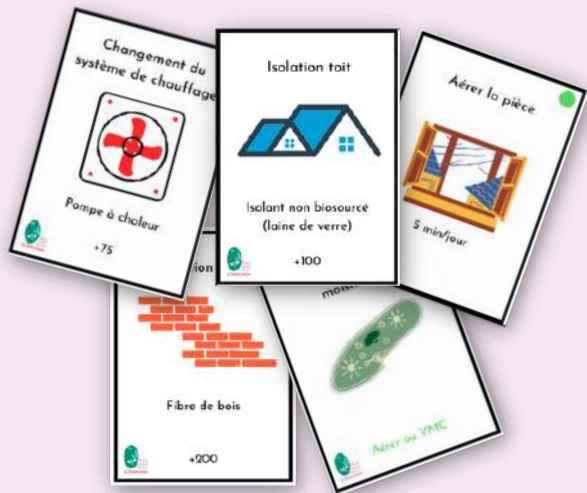 Changement du
système de chauffage
Pompe à chaleur
+75
Isolation toit
Isolant non biosourcé
(laine de verre)
+100
Aérer la pièce
5 min/jour
Fibre de bois
+200
Aérer ou VMC